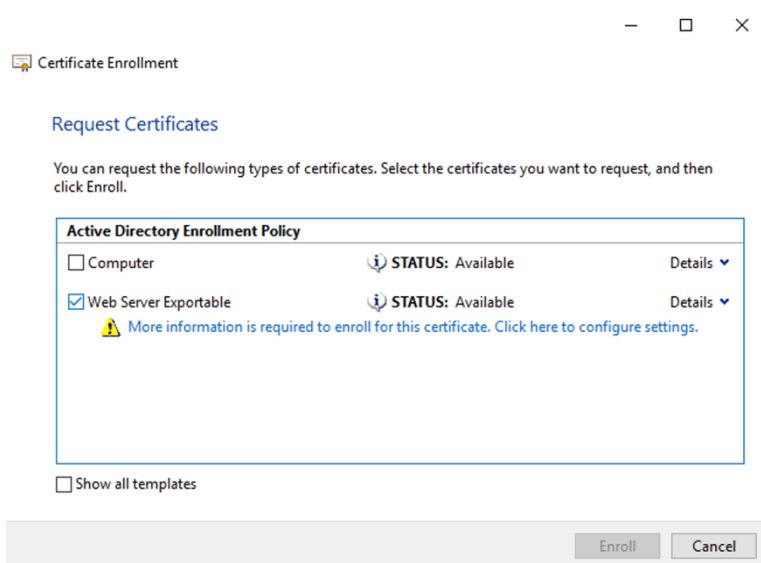 Certificate Enrollment
Request Certificates
You can request the following types of certificates. Select the certificates you want to request, and then
click Enroll.
Active Directory Enrollment Policy
Computer STATUS: Available Details
Web Server Exportable STATUS: Available Details
More information is required to enroll for this certificate. Click here to configure settings.
Show all templates
Enroll Cancel